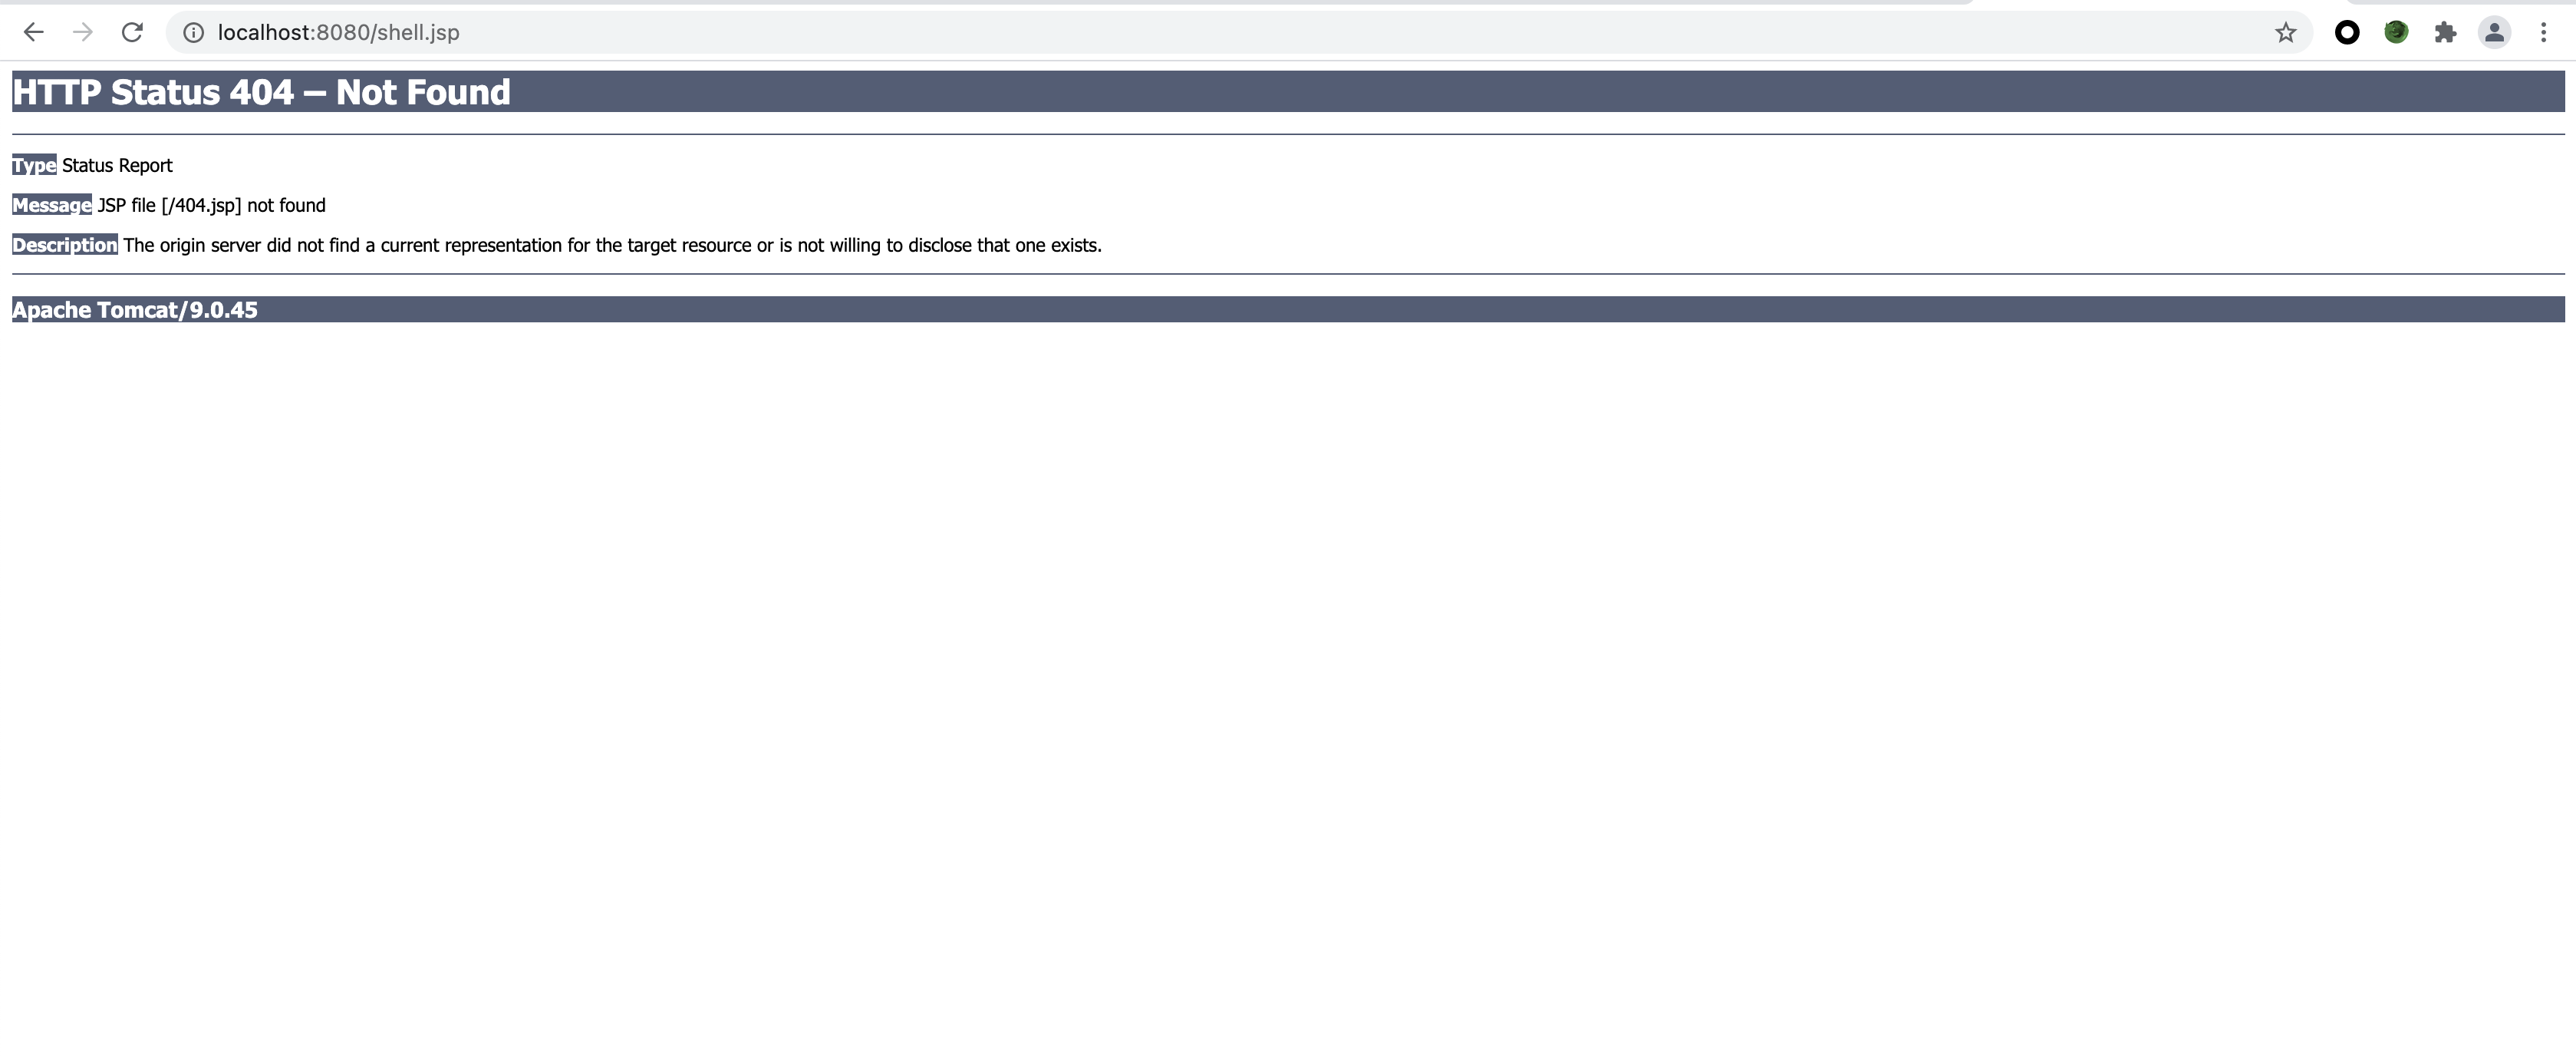 localhost:8080/shell.jsp
HTTP Status 404 – Not Found
Type Status Report
Message JSP file [/404.jsp] not found
Description The origin server did not find a current representation for the target resource or is not willing to disclose that one exists.
Apache Tomcat/9.0.45